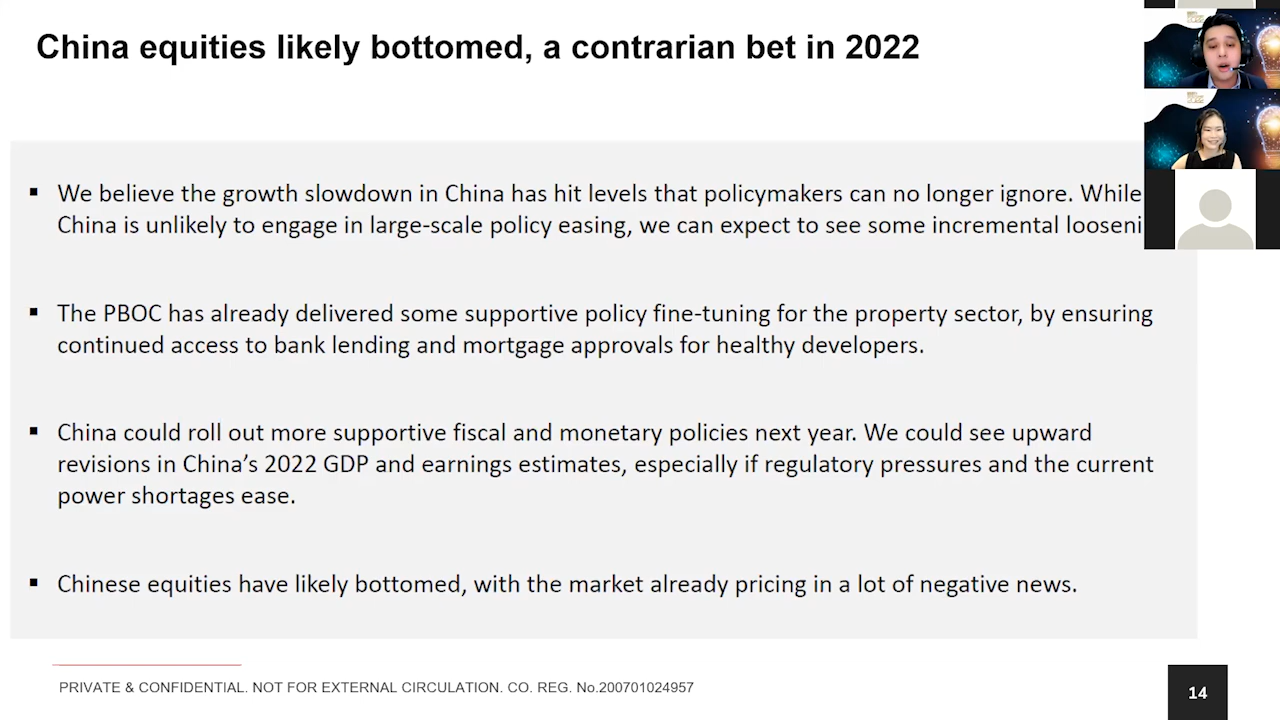 China equities likely bottomed, a contrarian bet in 2022
▪ We believe the growth slowdown in China has hit levels that policymakers can no longer ignore. While
China is unlikely to engage in large-scale policy easing, we can expect to see some incremental looseni
▪ The PBOC has already delivered some supportive policy fine-tuning for the property sector, by ensuring
continued access to bank lending and mortgage approvals for healthy developers.
▪ China could roll out more supportive fiscal and monetary policies next year. We could see upward
revisions in China’s 2022 GDP and earnings estimates, especially if regulatory pressures and the current
power shortages ease.
▪ Chinese equities have likely bottomed, with the market already pricing in a lot of negative news.
PRIVATE & CONFIDENTIAL. NOT FOR EXTERNAL CIRCULATION. CO. REG. No.200701024957
14